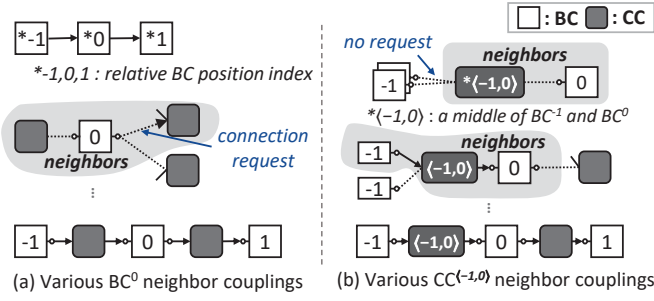 : BC : CC
*-1 *0 *1
*-1,0,1 : relative BC position index
0
neighbors
connection
request
⋮
-1 0 1
(a) Various BC⁰ neighbor couplings
no request
neighbors
-1 *⟨−1,0⟩ 0
*⟨−1,0⟩ : a middle of BC⁻¹ and BC⁰
neighbors
-1
⟨−1,0⟩ 0
-1
⋮
-1 ⟨−1,0⟩ 0 1
(b) Various CC⟨−1,0⟩ neighbor couplings